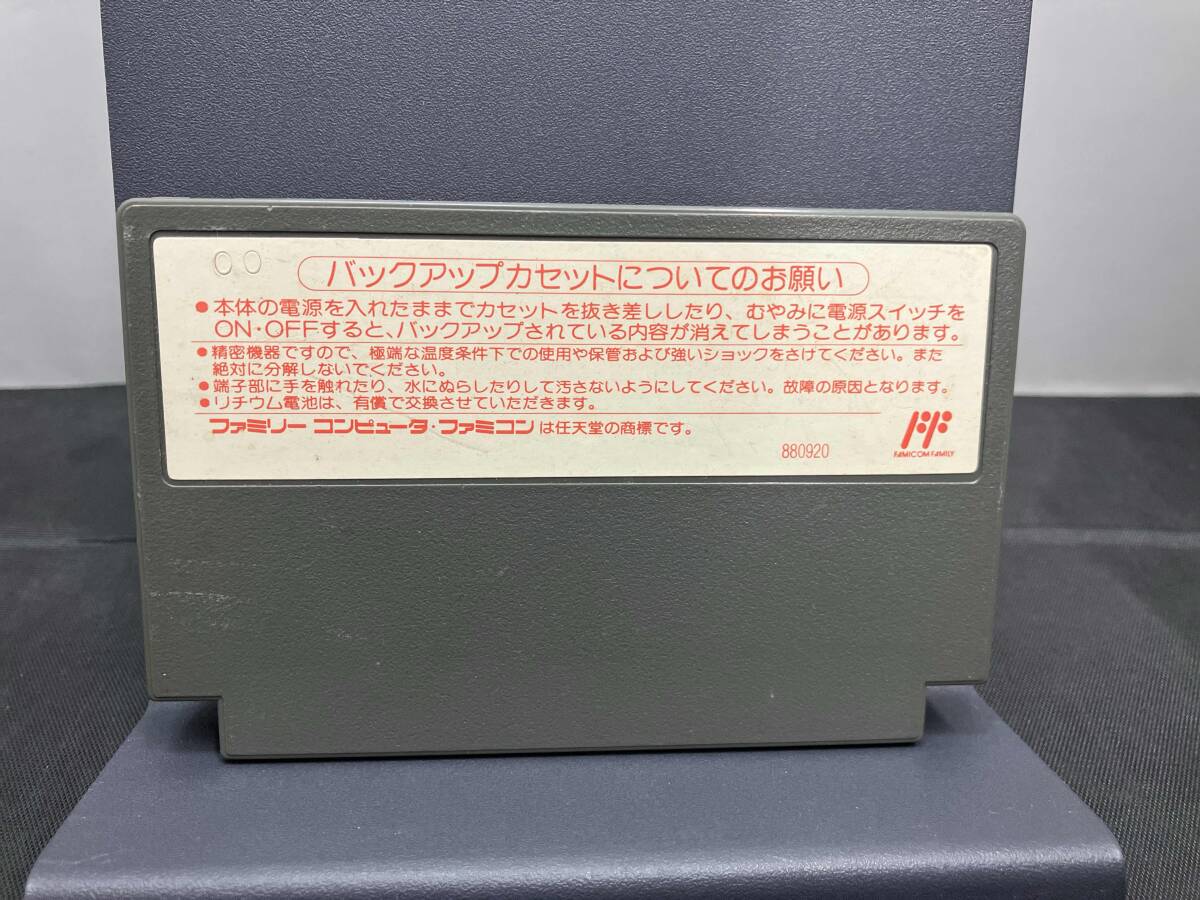 00
バックアップカセットについてのお願い
●本体の電源を入れたままでカセットを抜き差ししたり、むやみに電源スイッチを
ON・OFFすると、バックアップされている内容が消えてしまうことがあります。
●精密機器ですので、極端な温度条件下での使用や保管および強いショックをさけてください。また
絶対に分解しないでください。
●端子部に手を触れたり、水にぬらしたりして汚さないようにしてください。故障の原因となります。
●リチウム電池は、有償で交換させていただきます。
ファミリー コンピュータ・ファミコン は任天堂の商標です。
880920
FAMICOM FAMILY